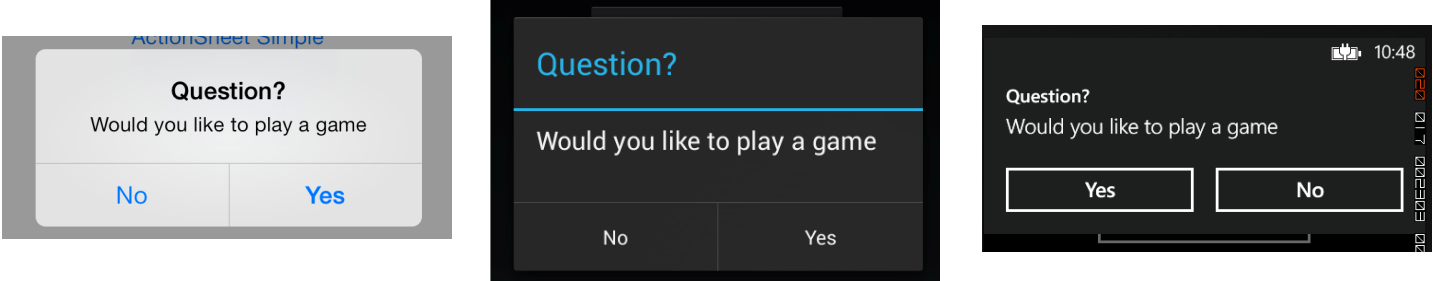 ActionSheet Simple
Question?
Would you like to play a game
No
Yes
Question?
Would you like to play a game
No
Yes
10:48
Question?
Would you like to play a game
Yes
No
020